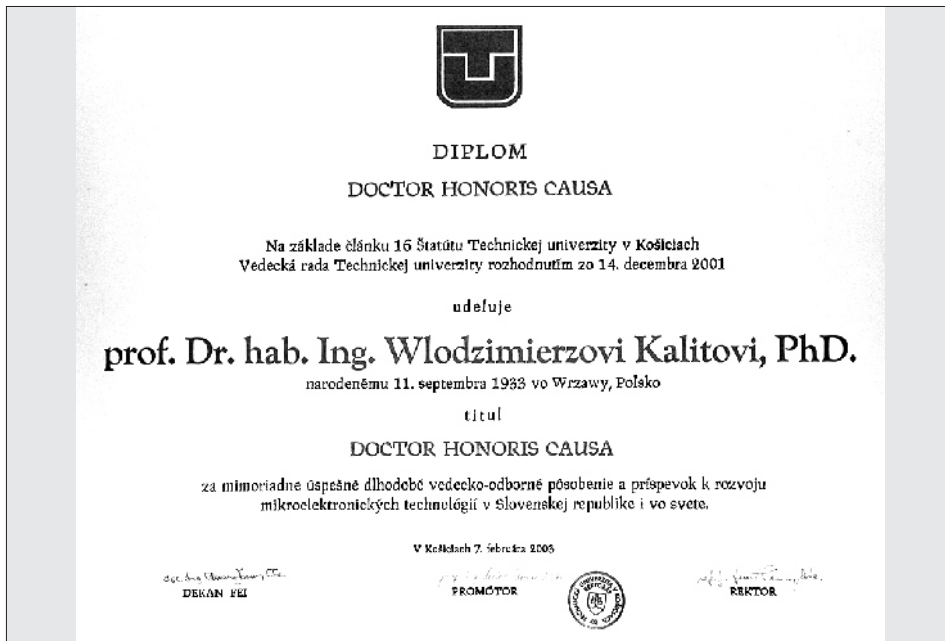 DIPLOM
DOCTOR HONORIS CAUSA
Na základe článku 16 Štatútu Technickej univerzity v Košiciach
Vedecká rada Technickej univerzity rozhodnutím zo 14. decembra 2001
udeľuje
prof. Dr. hab. Ing. Wlodzimierzovi Kalitovi, PhD.
narodenému 11. septembra 1933 vo Wrzawy, Polsko
titul
DOCTOR HONORIS CAUSA
za mimoriadne úspešné dlhodobé vedecko-odborné pôsobenie a príspevok k rozvoju
mikroelektronických technológií v Slovenskej republike i vo svete.
V Košiciach 7. februára 2003
DEKAN FEI
PROMÓTOR
REKTOR